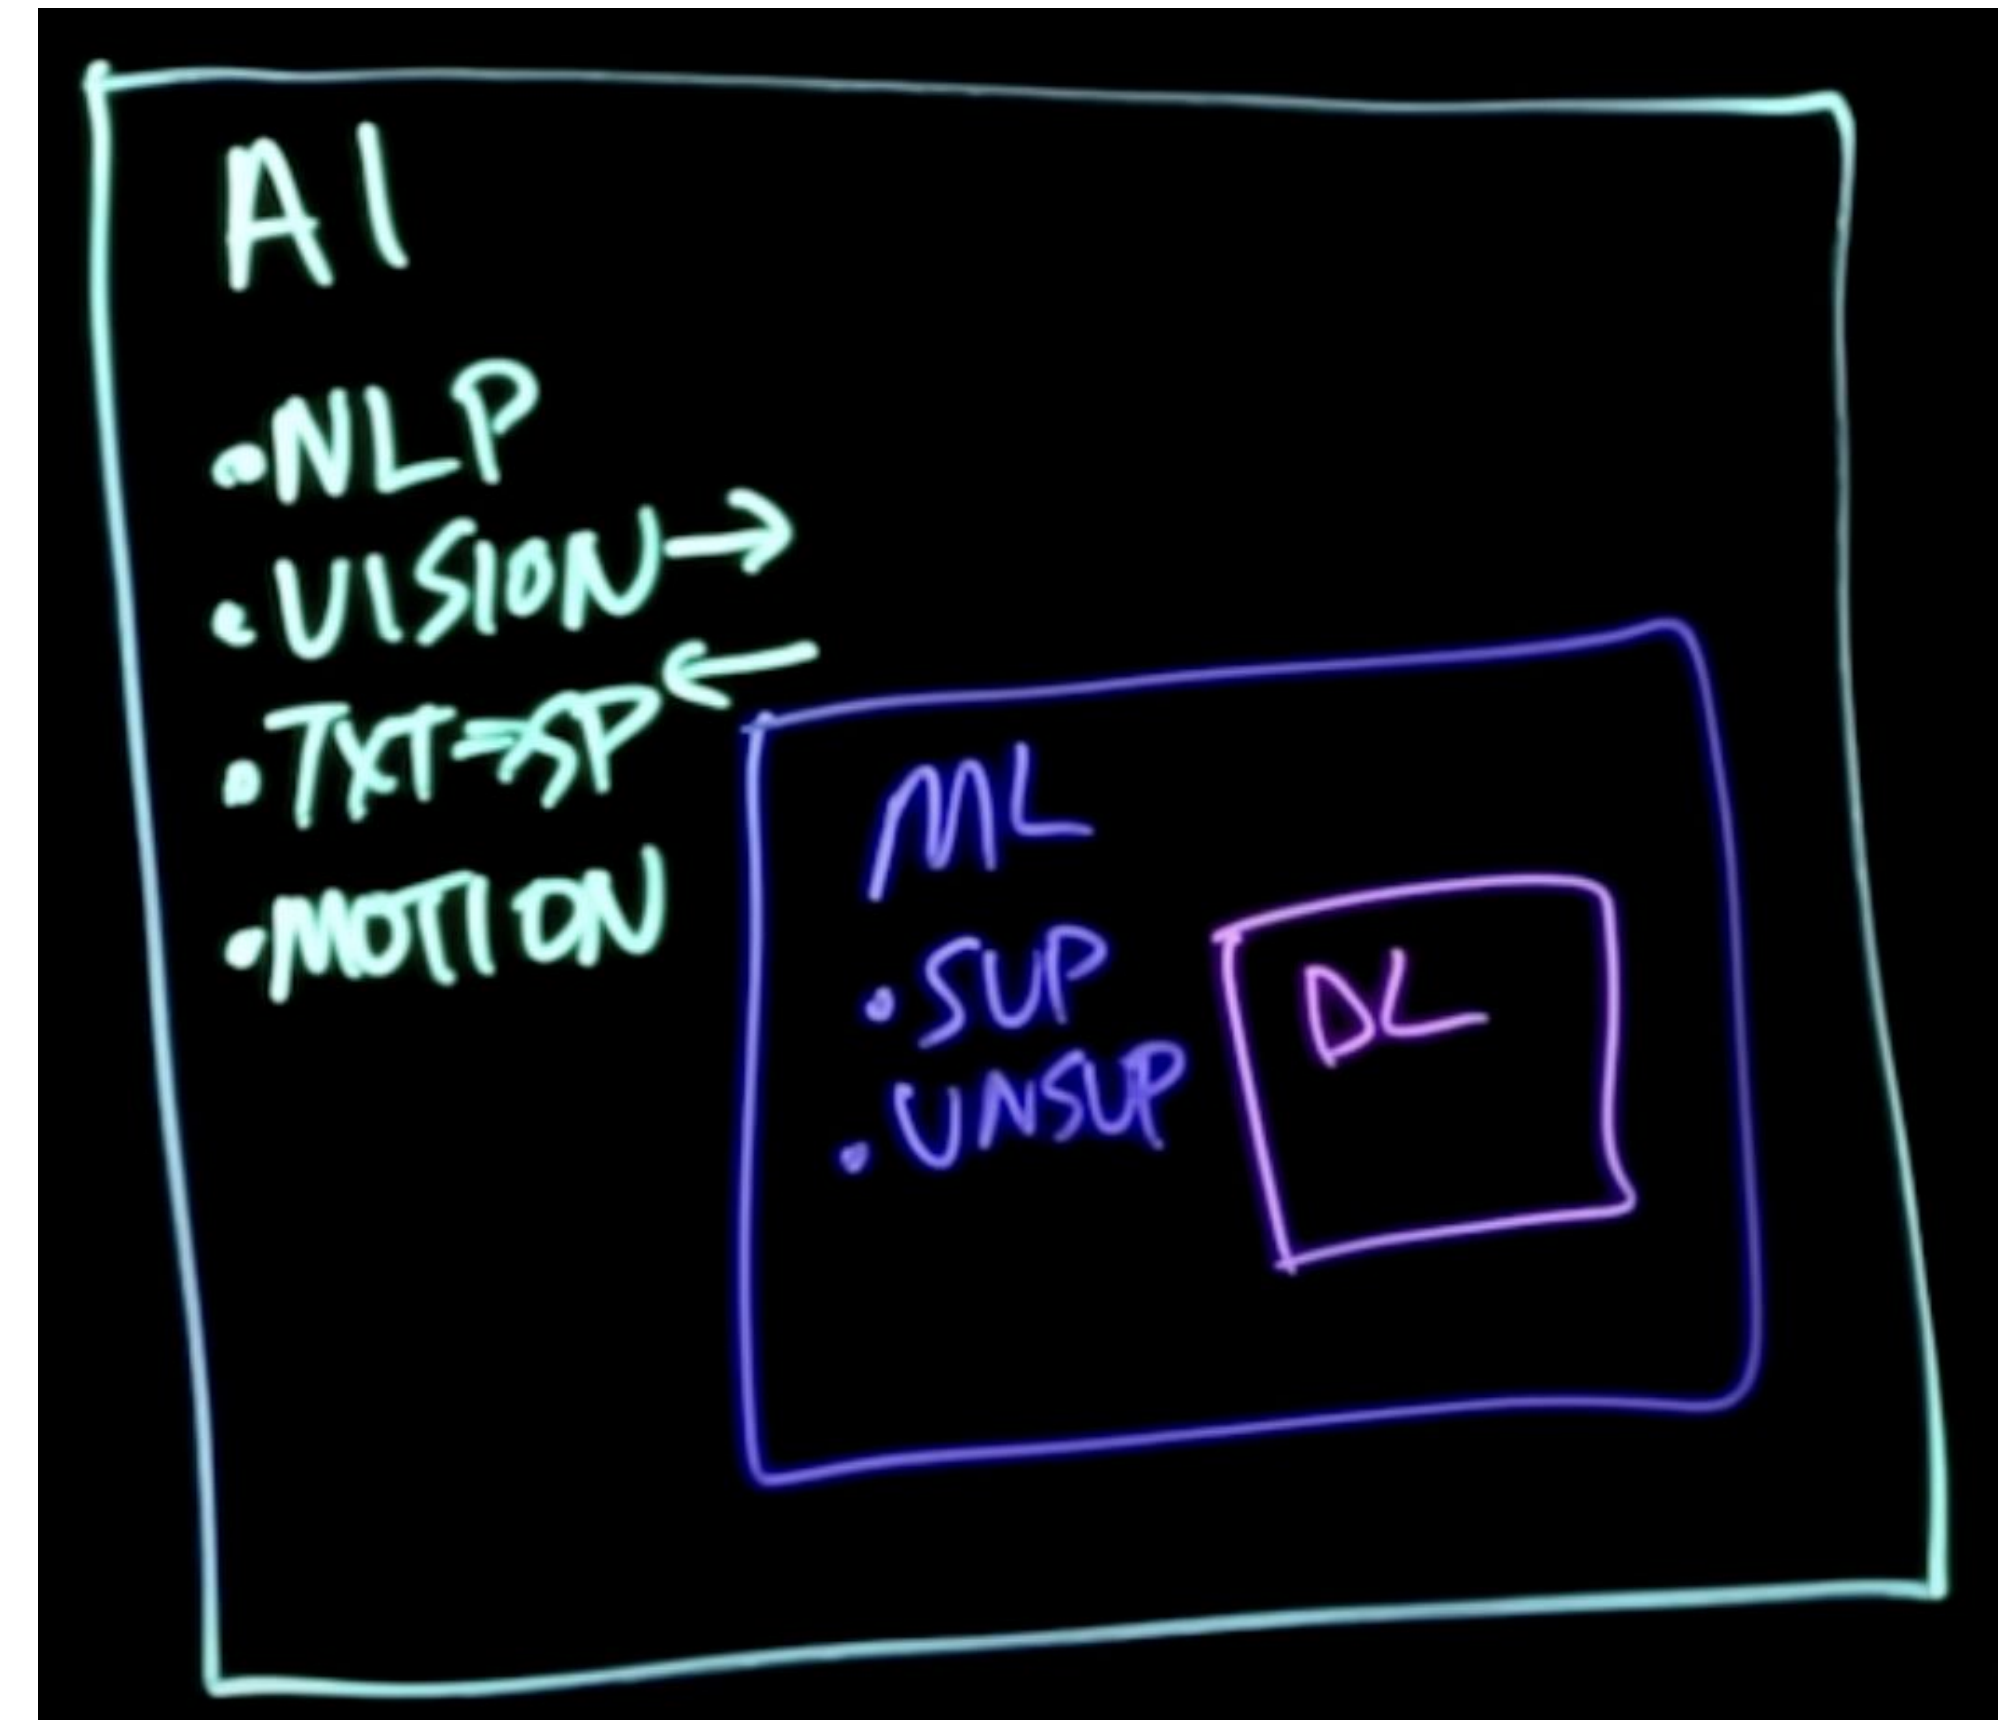 AI
•NLP
•VISION→
•TXT⇒SP←
•MOTION
ML
•SUP
•UNSUP
DL